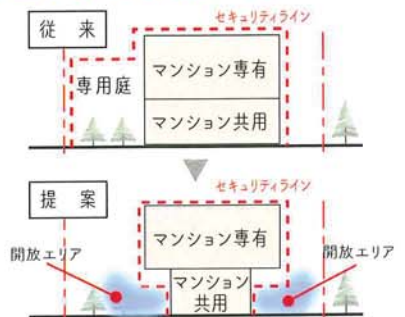 セキュリティライン
従来
マンション専有
専用庭
マンション共用
セキュリティライン
提案
マンション専有
開放エリア
開放エリア
マンション
共用